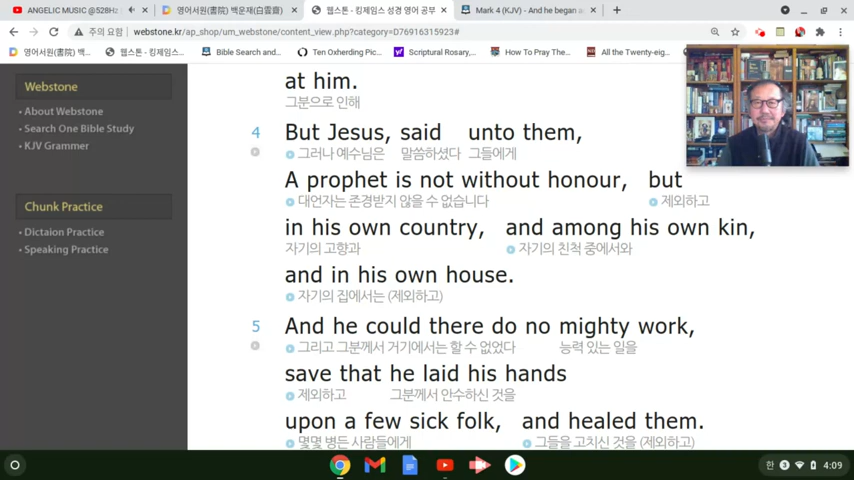 ANGELIC MUSIC @528Hz
영어서원(書院) 백운재(白雲齋)
웹스톤 - 킹제임스 성경 영어 공부
Mark 4 (KJV) - And he began a
주의 요함
webstone.kr/ap_shop/um_webstone/content_view.php?category=D76916315923#
영어서원(書院) 백...
웹스톤 - 킹제임스...
Bible Search and...
Ten Oxherding Pic...
Scriptural Rosary,...
How To Pray The...
All the Twenty-eig...
Webstone
About Webstone
Search One Bible Study
KJV Grammer
Chunk Practice
Dictaion Practice
Speaking Practice
at him.
그분으로 인해
4 But Jesus, said unto them,
그러나 예수님은 말씀하셨다 그들에게
A prophet is not without honour, but
대언자는 존경받지 않을 수 없습니다 제외하고
in his own country, and among his own kin,
자기의 고향과 자기의 친척 중에서와
and in his own house.
자기의 집에서는 (제외하고)
5 And he could there do no mighty work,
그리고 그분께서 거기에서는 할 수 없었다 능력 있는 일을
save that he laid his hands
제외하고 그분께서 안수하신 것을
upon a few sick folk, and healed them.
몇몇 병든 사람들에게 그들을 고치신 것을 (제외하고)
한 3 4:09